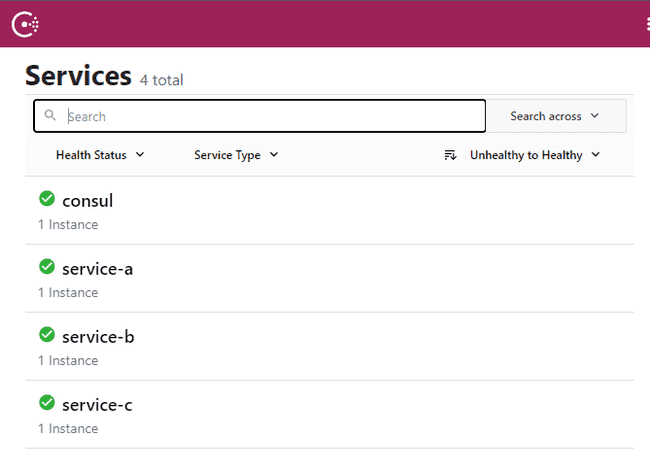 Services 4 total
Search Search across
Health Status Service Type Unhealthy to Healthy
consul
1 Instance
service-a
1 Instance
service-b
1 Instance
service-c
1 Instance